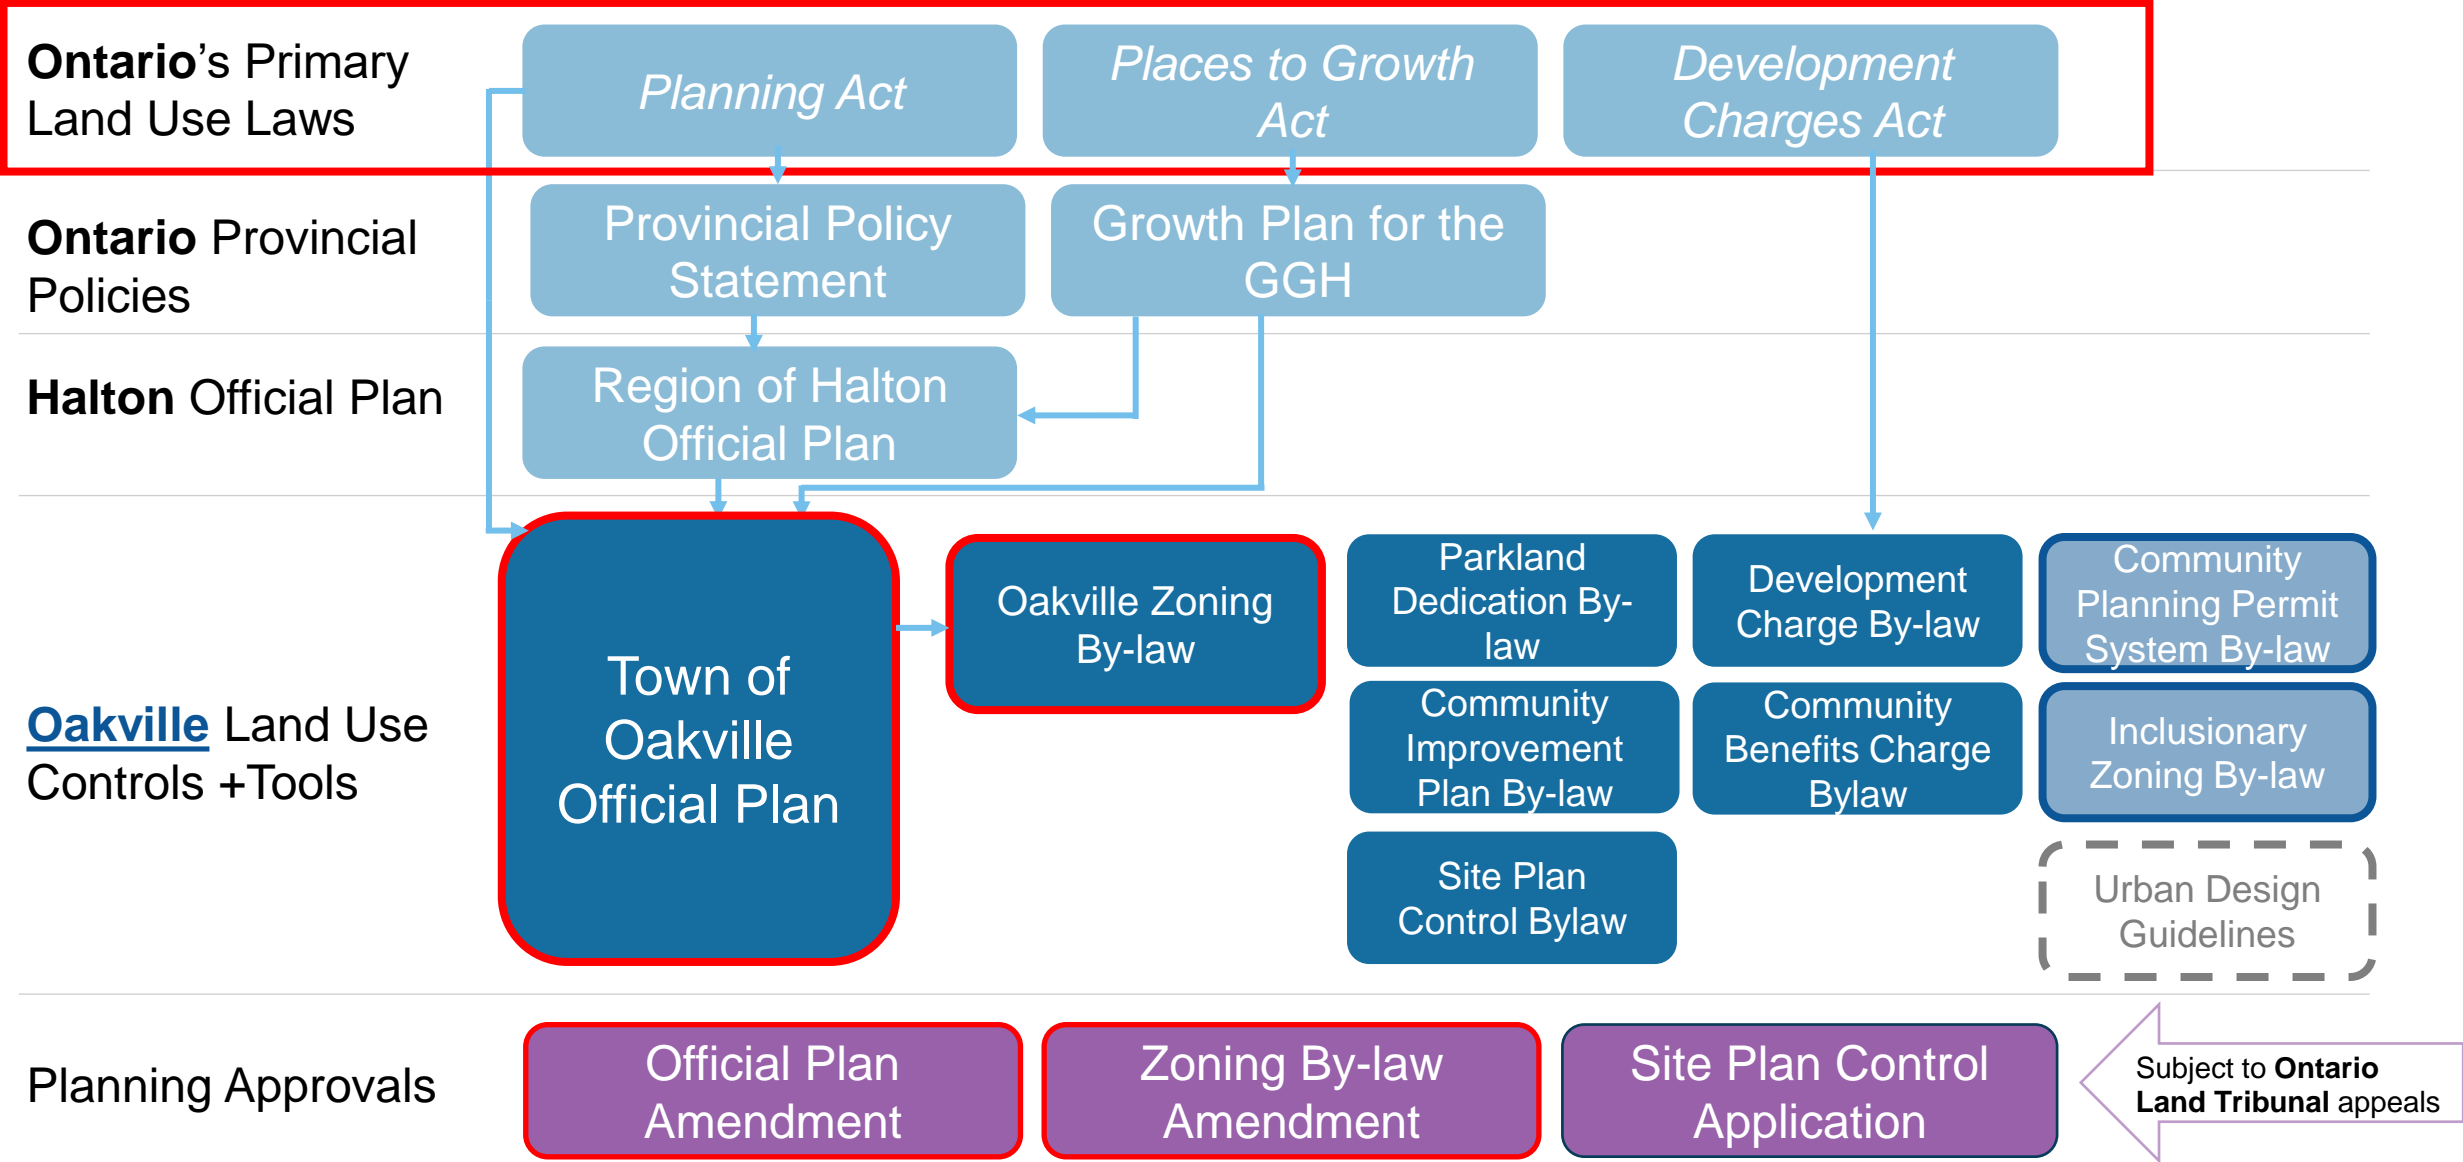 Ontario's Primary
Land Use Laws
Planning Act
Places to Growth
Act
Development
Charges Act
Ontario Provincial
Policies
Provincial Policy
Statement
Growth Plan for the
GGH
Halton Official Plan
Region of Halton
Official Plan
Oakville Land Use
Controls +Tools
Town of
Oakville
Official Plan
Oakville Zoning
By-law
Parkland
Dedication By-
law
Development
Charge By-law
Community
Planning Permit
System By-law
Community
Improvement
Plan By-law
Community
Benefits Charge
Bylaw
Inclusionary
Zoning By-law
Site Plan
Control Bylaw
Urban Design
Guidelines
Planning Approvals
Official Plan
Amendment
Zoning By-law
Amendment
Site Plan Control
Application
Subject to Ontario
Land Tribunal appeals